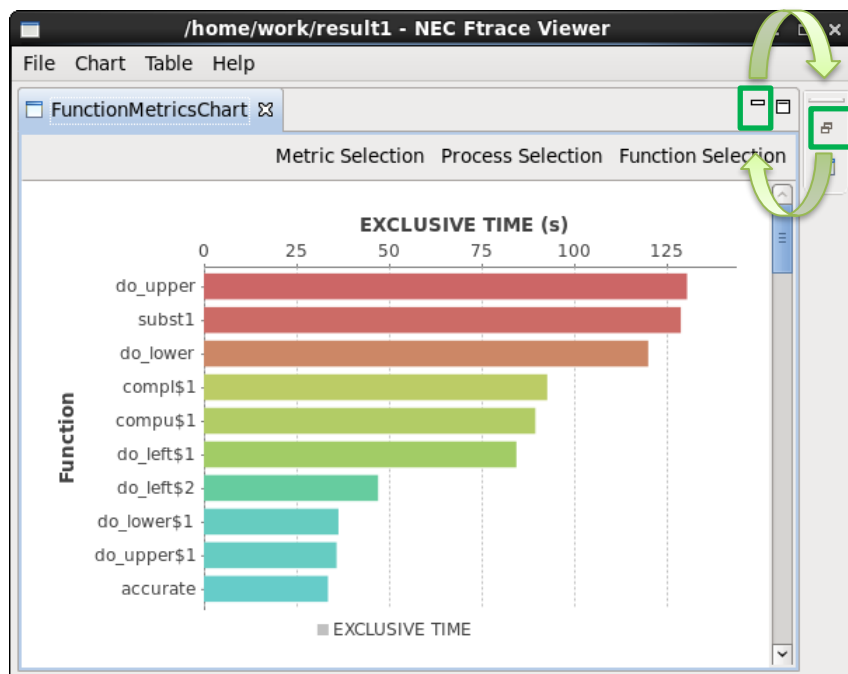 /home/work/result1 - NEC Ftrace Viewer
File Chart Table Help
FunctionMetricsChart
Metric Selection Process Selection Function Selection
EXCLUSIVE TIME (s)
0 25 50 75 100 125
Function
do_upper
subst1
do_lower
compl$1
compu$1
do_left$1
do_left$2
do_lower$1
do_upper$1
accurate
EXCLUSIVE TIME